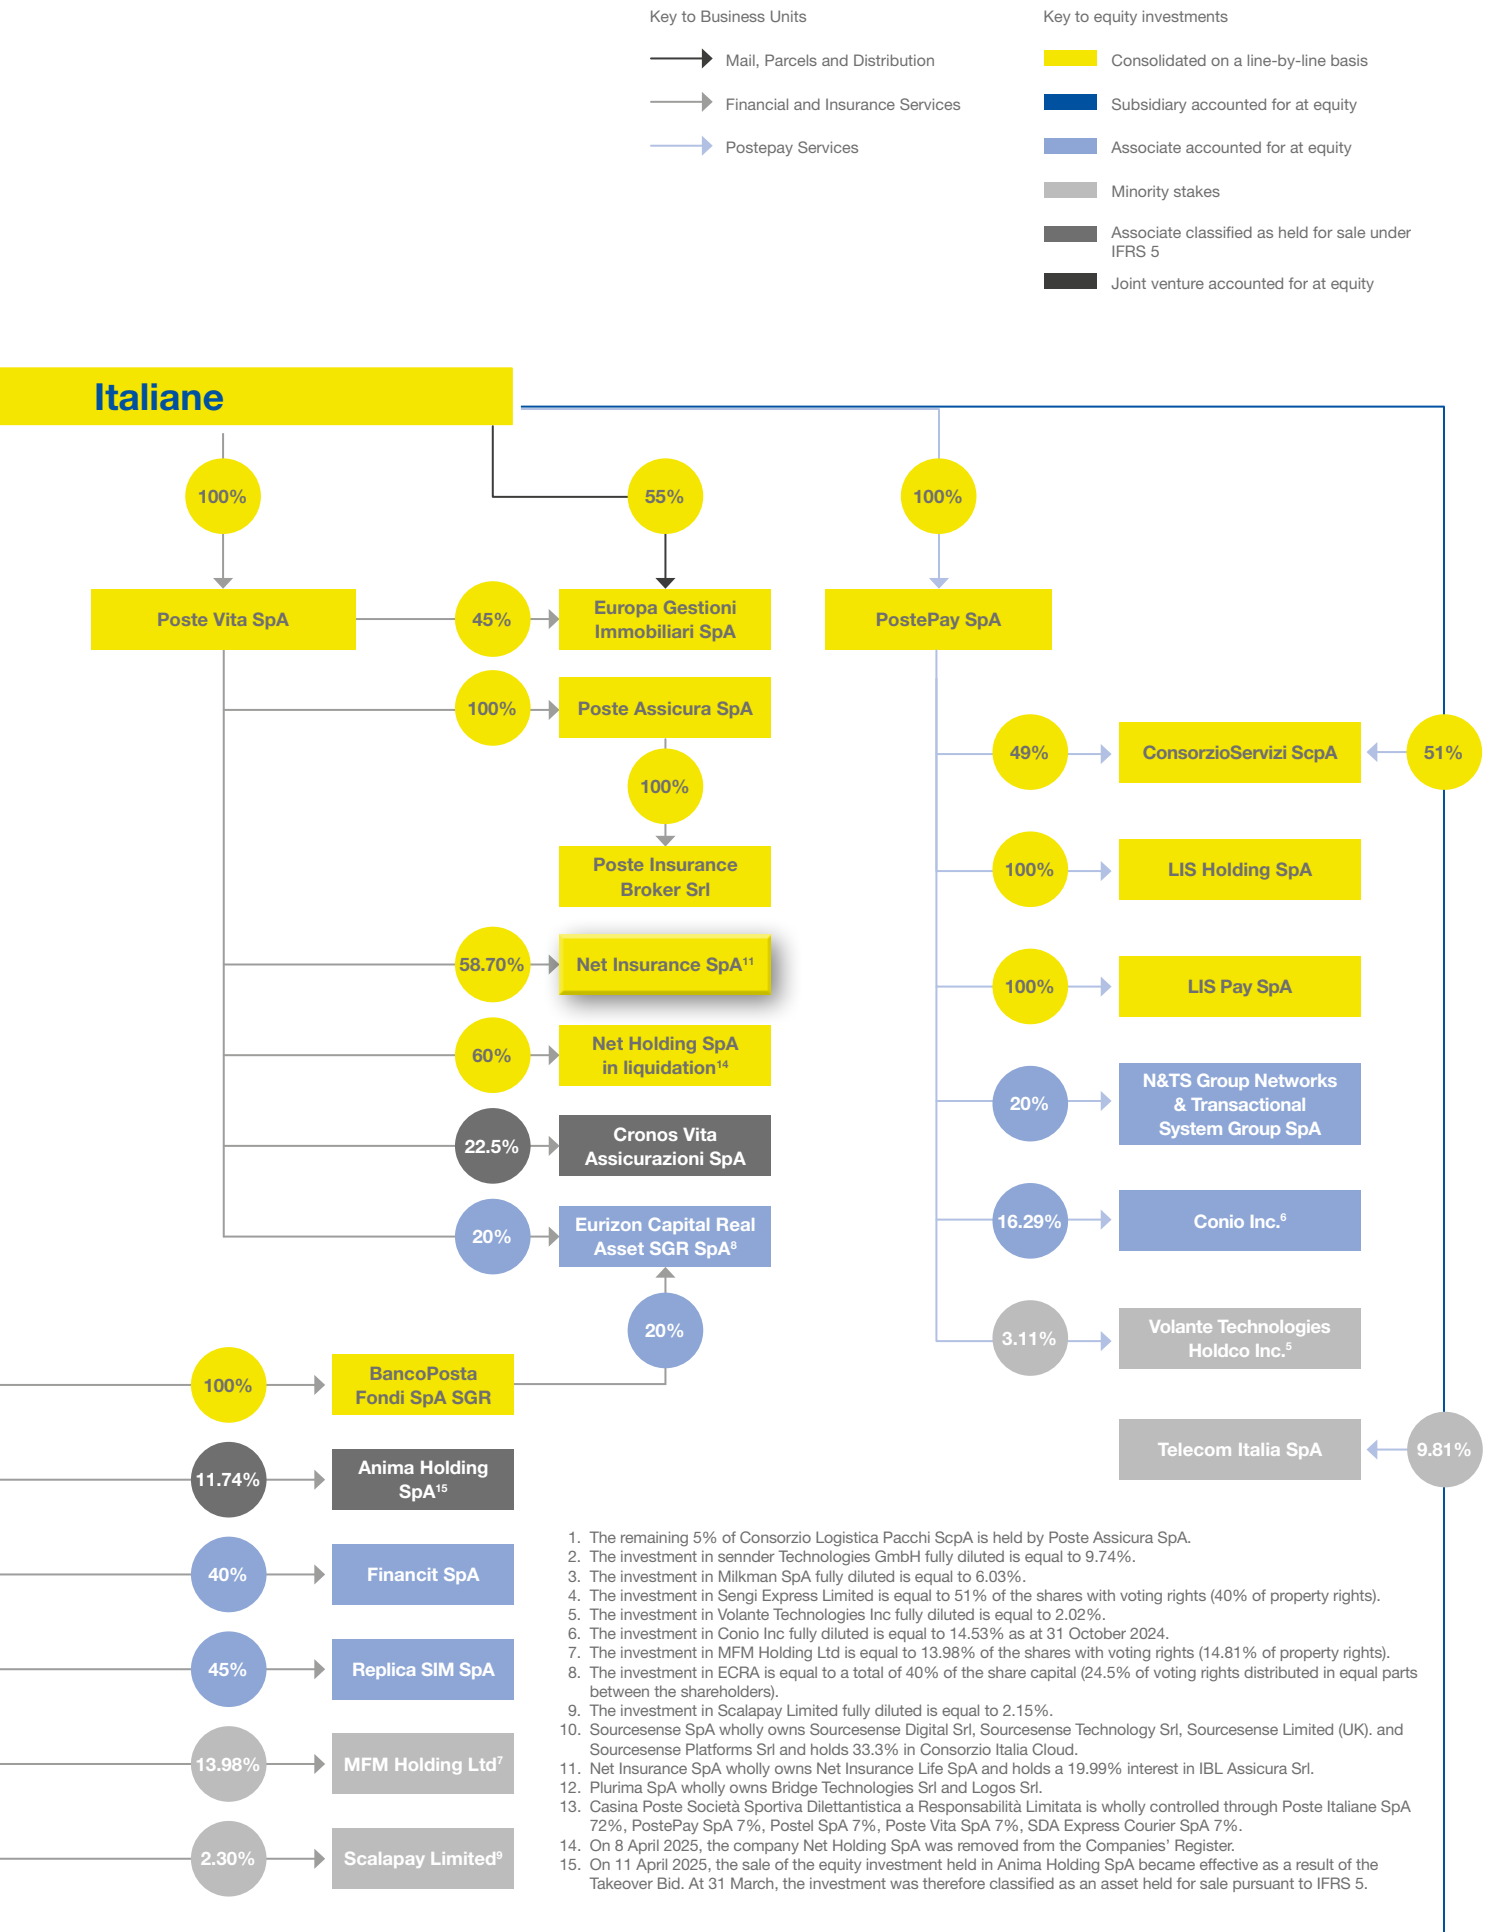 Key to Business Units
Mail, Parcels and Distribution
Financial and Insurance Services
Postepay Services
Key to equity investments
Consolidated on a line-by-line basis
Subsidiary accounted for at equity
Associate accounted for at equity
Minority stakes
Associate classified as held for sale under
IFRS 5
Joint venture accounted for at equity
Italiane
100%
55%
100%
Poste Vita SpA
45%
Europa Gestioni
Immobiliari SpA
PostePay SpA
100%
Poste Assicura SpA
49%
ConsorzioServizi ScpA
51%
100%
Poste Insurance
Broker Srl
100%
LIS Holding SpA
58.70%
Net Insurance SpA¹¹
100%
LIS Pay SpA
60%
Net Holding SpA
in liquidation¹⁴
20%
N&TS Group Networks
& Transactional
System Group SpA
22.5%
Cronos Vita
Assicurazioni SpA
20%
Eurizon Capital Real
Asset SGR SpA⁸
16.29%
Conio Inc.⁶
20%
3.11%
Volante Technologies
Holdco Inc.⁵
100%
BancoPosta
Fondi SpA SGR
Telecom Italia SpA
9.81%
11.74%
Anima Holding
SpA¹⁵
40%
Financit SpA
45%
Replica SIM SpA
13.98%
MFM Holding Ltd⁷
2.30%
Scalapay Limited⁹
1. The remaining 5% of Consorzio Logistica Pacchi ScpA is held by Poste Assicura SpA.
2. The investment in sennder Technologies GmbH fully diluted is equal to 9.74%.
3. The investment in Milkman SpA fully diluted is equal to 6.03%.
4. The investment in Sengi Express Limited is equal to 51% of the shares with voting rights (40% of property rights).
5. The investment in Volante Technologies Inc fully diluted is equal to 2.02%.
6. The investment in Conio Inc fully diluted is equal to 14.53% as at 31 October 2024.
7. The investment in MFM Holding Ltd is equal to 13.98% of the shares with voting rights (14.81% of property rights).
8. The investment in ECRA is equal to a total of 40% of the share capital (24.5% of voting rights distributed in equal parts
between the shareholders).
9. The investment in Scalapay Limited fully diluted is equal to 2.15%.
10. Sourcesense SpA wholly owns Sourcesense Digital Srl, Sourcesense Technology Srl, Sourcesense Limited (UK). and
Sourcesense Platforms Srl and holds 33.3% in Consorzio Italia Cloud.
11. Net Insurance SpA wholly owns Net Insurance Life SpA and holds a 19.99% interest in IBL Assicura Srl.
12. Plurima SpA wholly owns Bridge Technologies Srl and Logos Srl.
13. Casina Poste Società Sportiva Dilettantistica a Responsabilità Limitata is wholly controlled through Poste Italiane SpA
72%, PostePay SpA 7%, Postel SpA 7%, Poste Vita SpA 7%, SDA Express Courier SpA 7%.
14. On 8 April 2025, the company Net Holding SpA was removed from the Companies' Register.
15. On 11 April 2025, the sale of the equity investment held in Anima Holding SpA became effective as a result of the
Takeover Bid. At 31 March, the investment was therefore classified as an asset held for sale pursuant to IFRS 5.